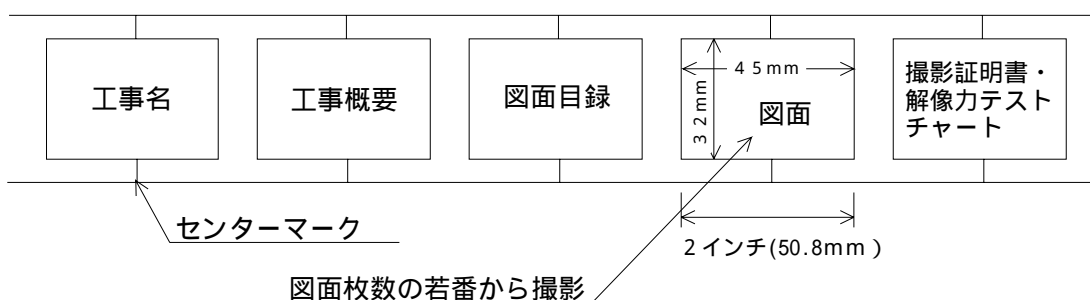 工事名
工事概要
図面目録
45mm
32mm
図面
撮影証明書・
解像力テスト
チャート
センターマーク
2インチ(50.8mm)
図面枚数の若番から撮影